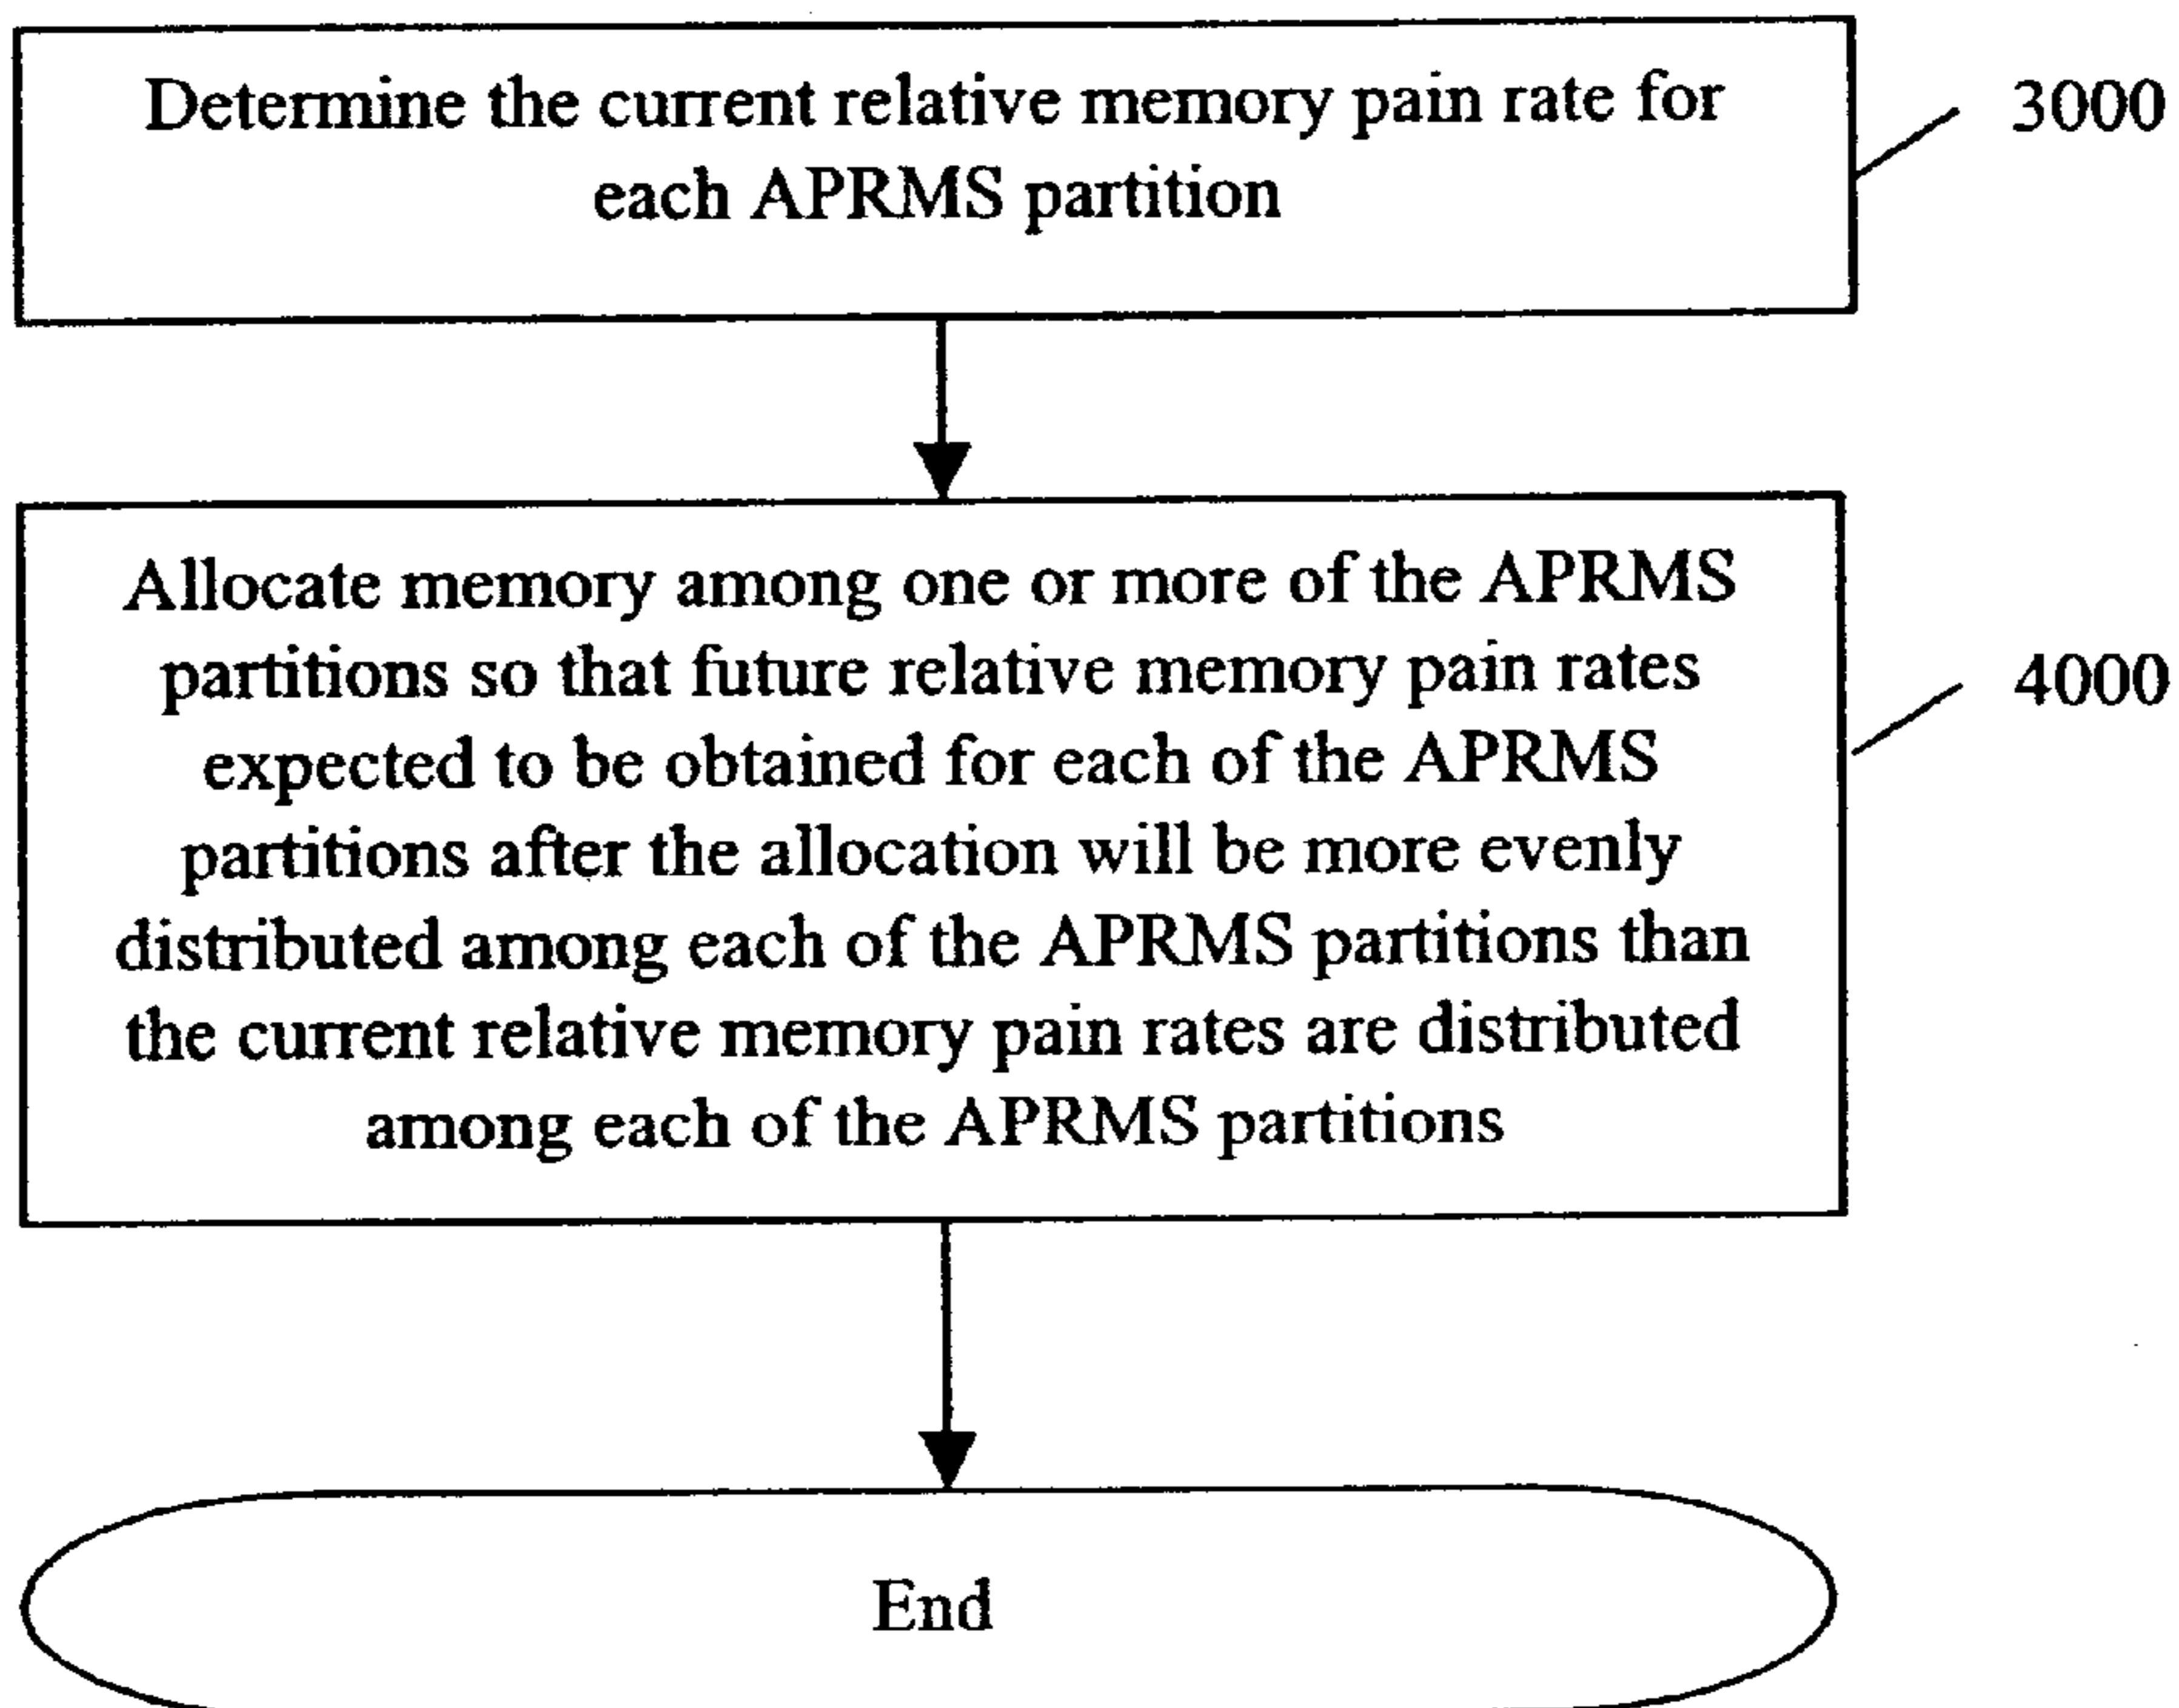 Determine the current relative memory pain rate for
each APRMS partition
3000
Allocate memory among one or more of the APRMS
partitions so that future relative memory pain rates
expected to be obtained for each of the APRMS
partitions after the allocation will be more evenly
distributed among each of the APRMS partitions than
the current relative memory pain rates are distributed
among each of the APRMS partitions
4000
End